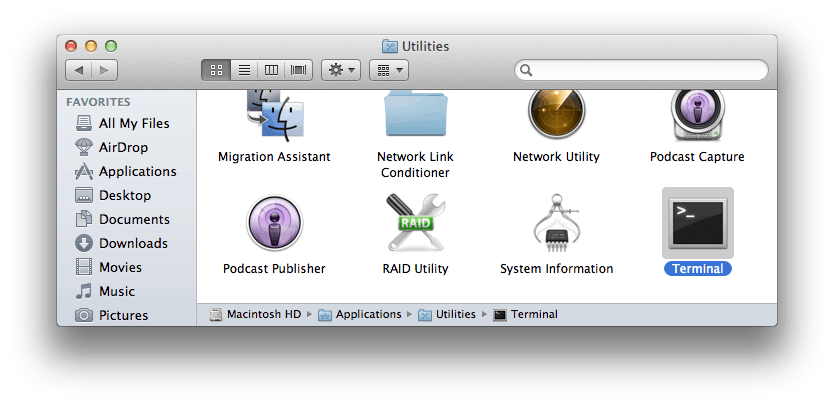 Utilities
FAVORITES
All My Files
AirDrop
Applications
Desktop
Documents
Downloads
Movies
Music
Pictures
Migration Assistant
Network Link
Conditioner
Network Utility
Podcast Capture
Podcast Publisher
RAID
RAID Utility
System Information
>_
Terminal
Macintosh HD ▸ Applications ▸ Utilities ▸ Terminal